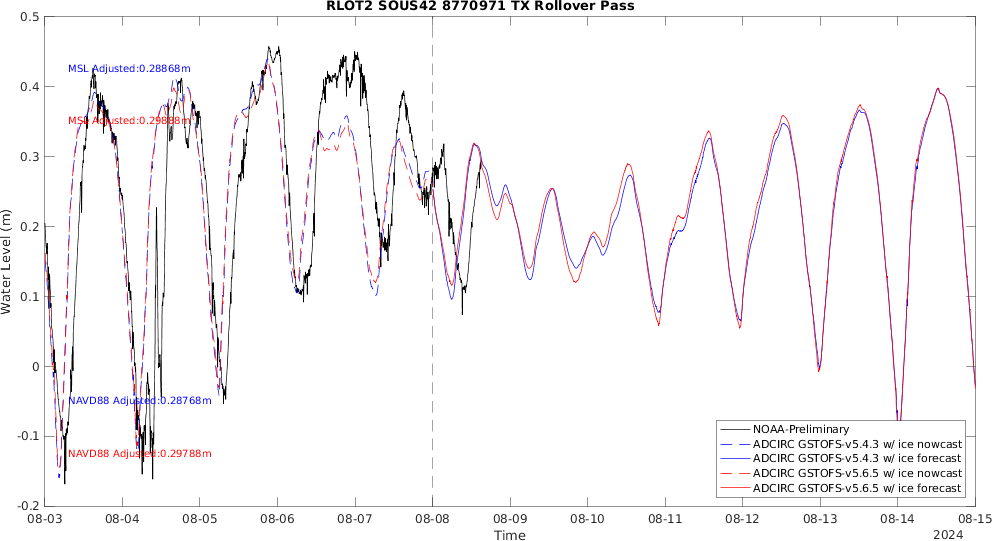 RLOT2 SOUS42 8770971 TX Rollover Pass
0.5
0.4
0.3
0.2
0.1
0
-0.1
-0.2
Water Level (m)
MSL Adjusted:0.28868m
MSL Adjusted:0.29888m
NAVD88 Adjusted:0.28768m
NAVD88 Adjusted:0.29788m
NOAA-Preliminary
ADCIRC GSTOFS-v5.4.3 w/ ice nowcast
ADCIRC GSTOFS-v5.4.3 w/ ice forecast
ADCIRC GSTOFS-v5.6.5 w/ ice nowcast
ADCIRC GSTOFS-v5.6.5 w/ ice forecast
08-03 08-04 08-05 08-06 08-07 08-08 08-09 08-10 08-11 08-12 08-13 08-14 08-15
Time
2024